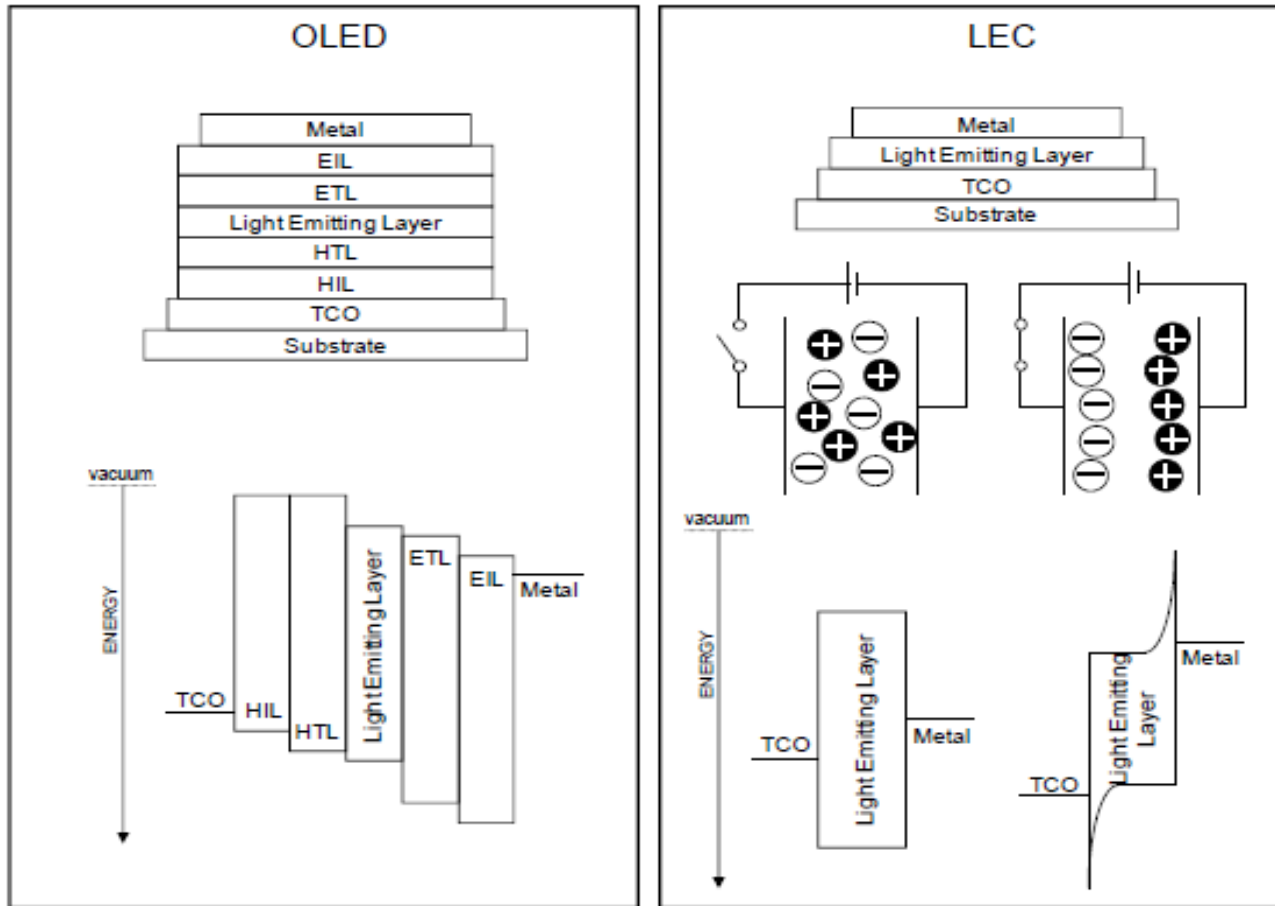 OLED
Metal
EIL
ETL
Light Emitting Layer
HTL
HIL
TCO
Substrate
vacuum
ENERGY
TCO
HIL
HTL
Light Emitting Layer
ETL
EIL
Metal
LEC
Metal
Light Emitting Layer
TCO
Substrate
vacuum
ENERGY
TCO
Light Emitting Layer
Metal
TCO
Light Emitting
Layer
Metal